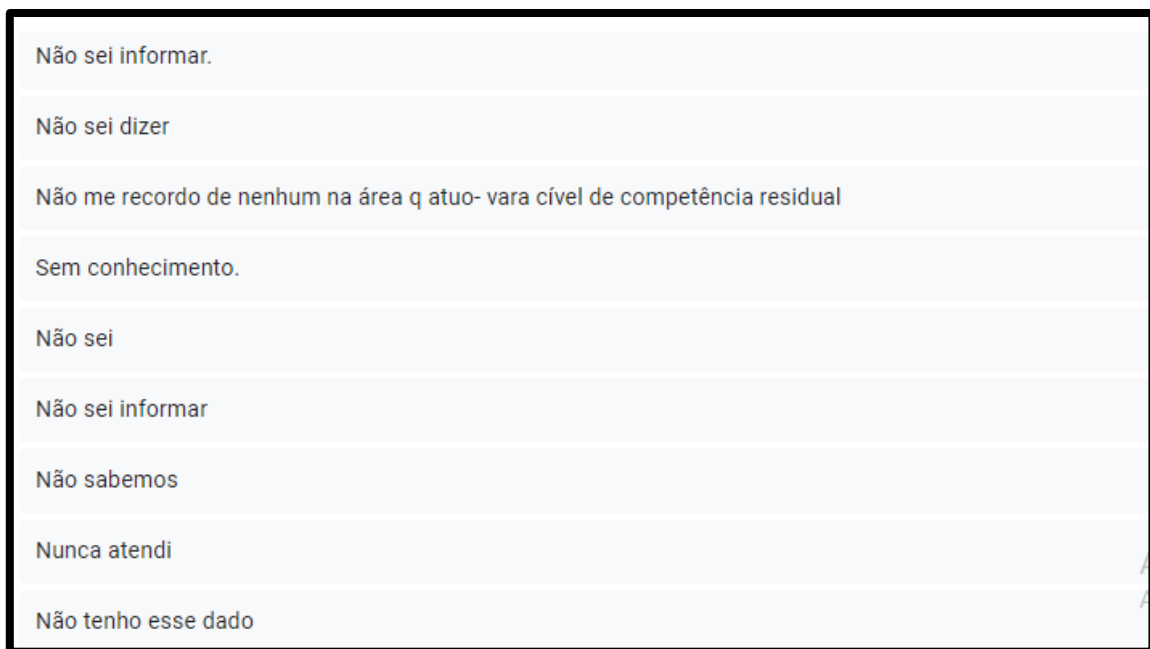 Não sei informar.
Não sei dizer
Não me recordo de nenhum na área q atuo- vara cível de competência residual
Sem conhecimento.
Não sei
Não sei informar
Não sabemos
Nunca atendi
Não tenho esse dado